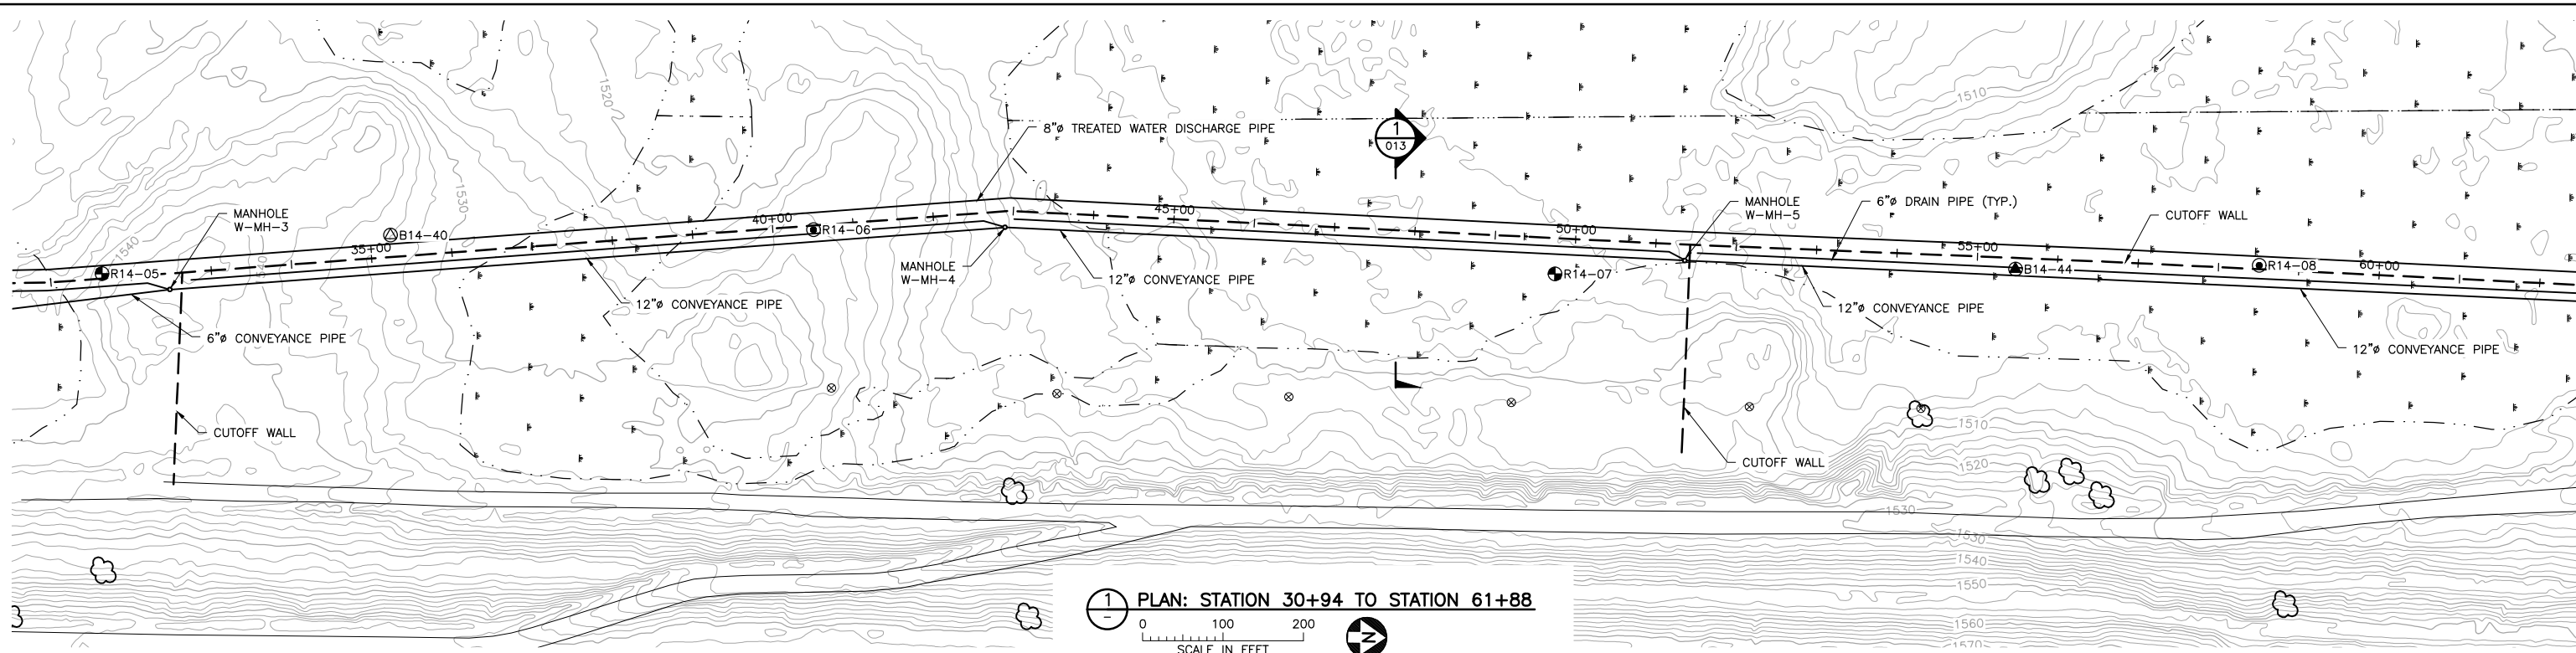 1520
1510
1
013
8"ø TREATED WATER DISCHARGE PIPE
1530
MANHOLE
W-MH-3
B14-40
35+00
40+00
R14-06
45+00
50+00
MANHOLE
W-MH-5
6"ø DRAIN PIPE (TYP.)
CUTOFF WALL
1540
1540
R14-05
MANHOLE
W-MH-4
12"ø CONVEYANCE PIPE
12"ø CONVEYANCE PIPE
R14-07
55+00
B14-44
R14-08
60+00
12"ø CONVEYANCE PIPE
6"ø CONVEYANCE PIPE
12"ø CONVEYANCE PIPE
CUTOFF WALL
CUTOFF WALL
1510
1520
1530
1530
1540
1550
1560
1570
1
-
PLAN: STATION 30+94 TO STATION 61+88
0 100 200
SCALE IN FEET
N